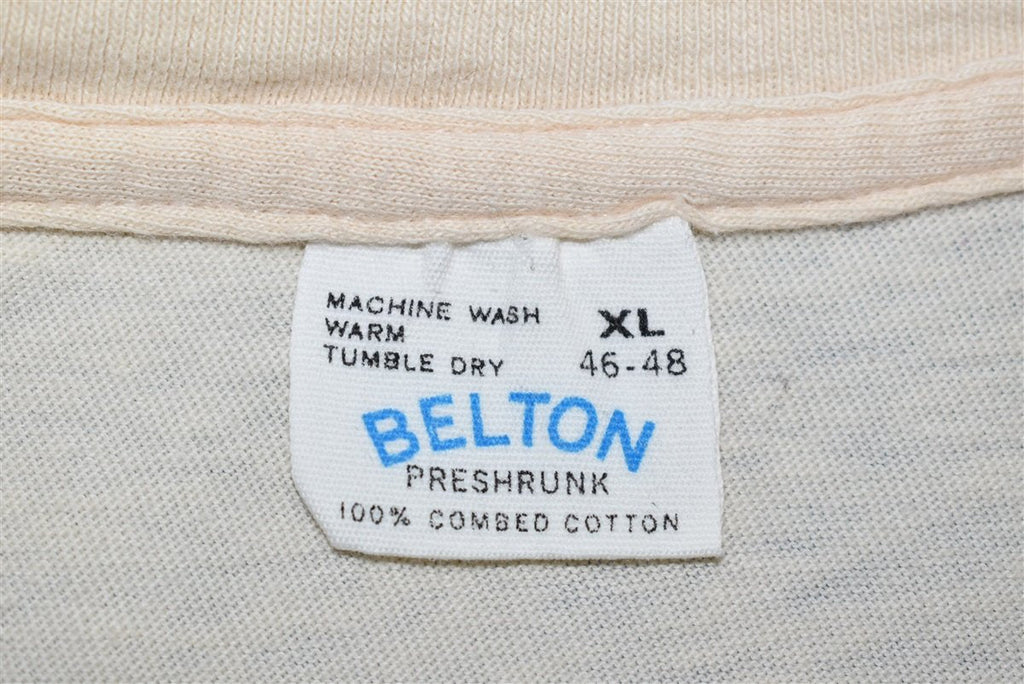 MACHINE WASH
WARM
TUMBLE DRY
XL
46-48
BELTON
PRESHRUNK
100% COMBED COTTON